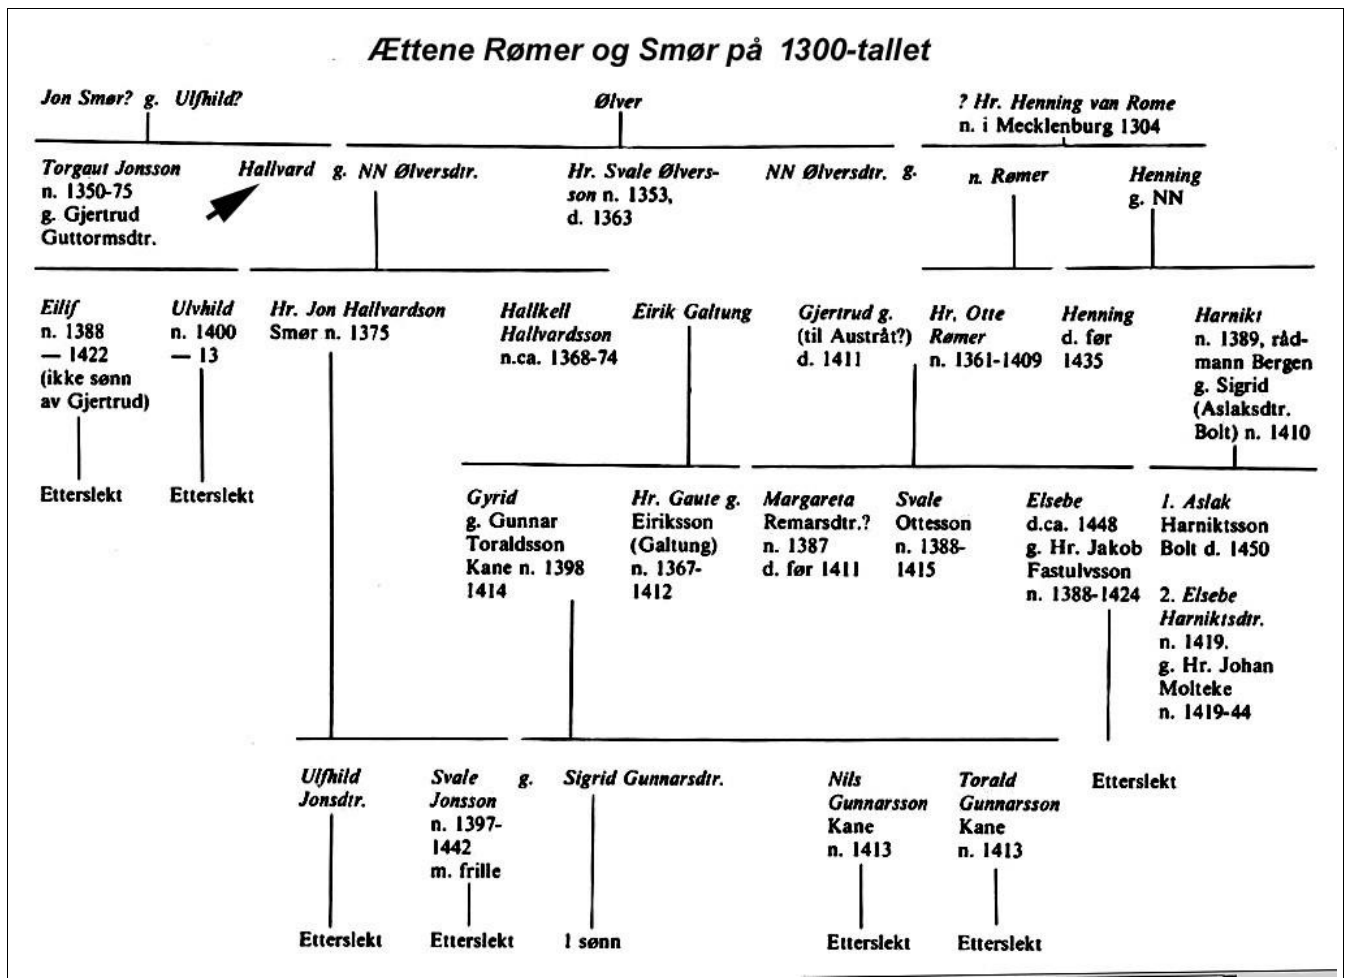 Ættene Rømer og Smør på 1300-tallet
Jon Smør? g. Ulfhild?
Ølver
? Hr. Henning van Rome
n. i Mecklenburg 1304
Torgaut Jonsson
n. 1350-75
g. Gjertrud
Guttormsdtr.
Hallvard g. NN Ølversdtr.
Hr. Svale Ølvers-
son n. 1353,
d. 1363
NN Ølversdtr. g.
n. Rømer
Henning
g. NN
Eilif
n. 1388
— 1422
(ikke sønn
av Gjertrud)
Ulvhild
n. 1400
— 13
Hr. Jon Hallvardson
Smør n. 1375
Hallkell
Hallvardsson
n.ca. 1368-74
Eirik Galtung
Gjertrud g.
(til Austråt?)
d. 1411
Hr. Otte
Rømer
n. 1361-1409
Henning
d. før
1435
Harnikt
n. 1389, råd-
mann Bergen
g. Sigrid
(Aslaksdtr.
Bolt) n. 1410
Etterslekt
Etterslekt
Gyrid
g. Gunnar
Toraldsson
Kane n. 1398
1414
Hr. Gaute g.
Eiriksson
(Galtung)
n. 1367-
1412
Margareta
Remarsdtr.?
n. 1387
d. før 1411
Svale
Ottesson
n. 1388-
1415
Elsebe
d.ca. 1448
g. Hr. Jakob
Fastulvsson
n. 1388-1424
1. Aslak
Harniktsson
Bolt d. 1450
2. Elsebe
Harniktsdtr.
n. 1419.
g. Hr. Johan
Molteke
n. 1419-44
Ulfhild
Jonsdtr.
Svale g.
Jonsson
n. 1397-
1442
m. frille
Sigrid Gunnarsdtr.
Nils
Gunnarsson
Kane
n. 1413
Torald
Gunnarsson
Kane
n. 1413
Etterslekt
Etterslekt
Etterslekt
1 sønn
Etterslekt
Etterslekt